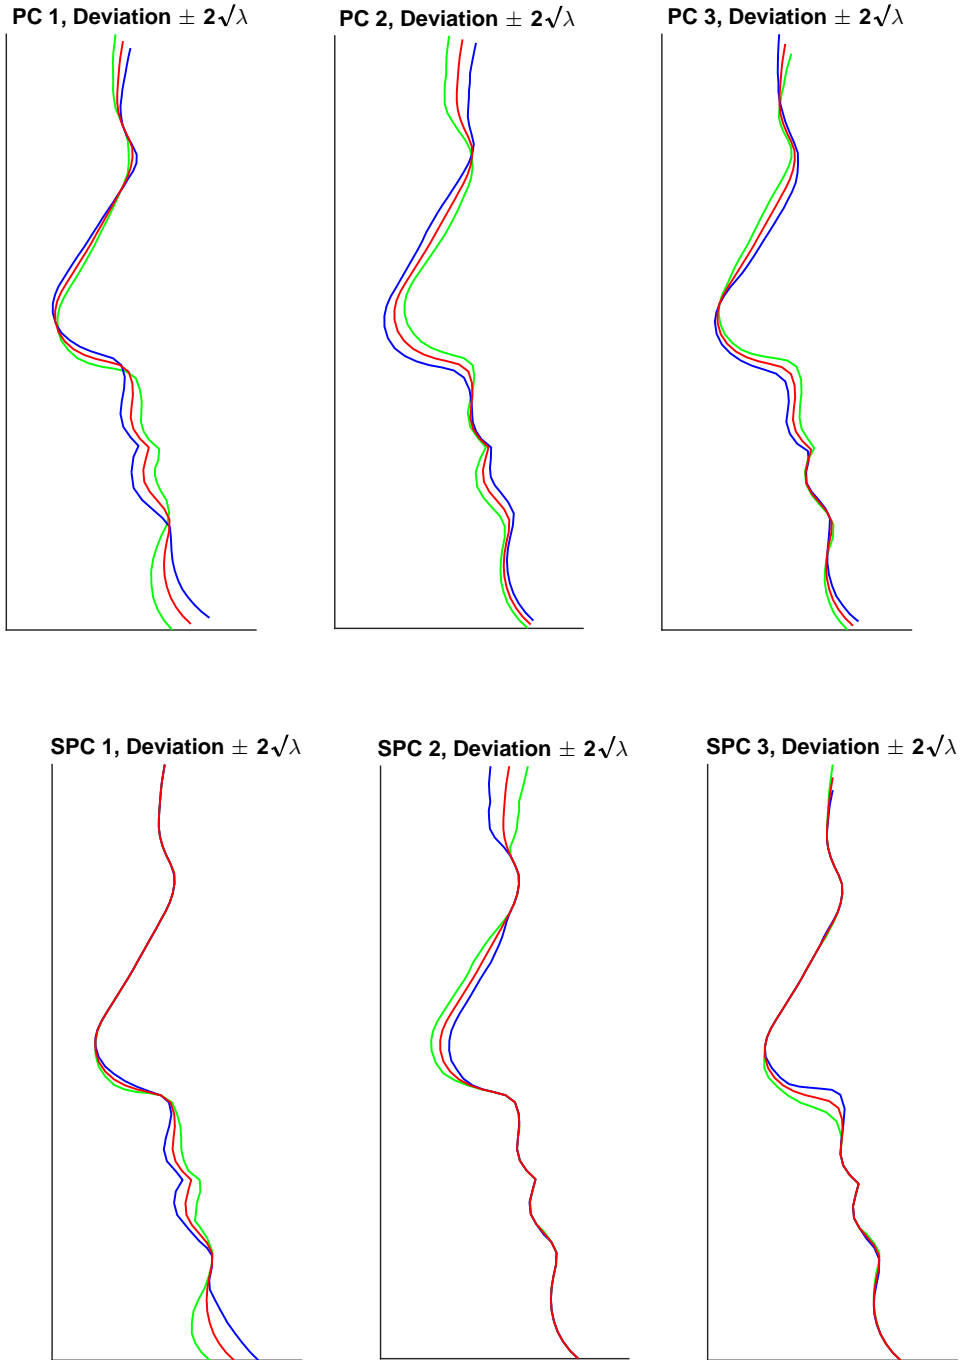 PC 1, Deviation ± 2√λ
PC 2, Deviation ± 2√λ
PC 3, Deviation ± 2√λ
SPC 1, Deviation ± 2√λ
SPC 2, Deviation ± 2√λ
SPC 3, Deviation ± 2√λ